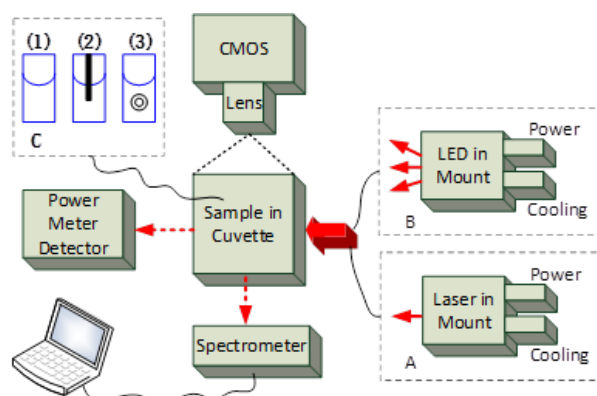 (1) (2) (3)
C
CMOS
Lens
Sample in
Cuvette
Power
Meter
Detector
Spectrometer
LED in
Mount
Power
Cooling
B
Laser in
Mount
Power
Cooling
A